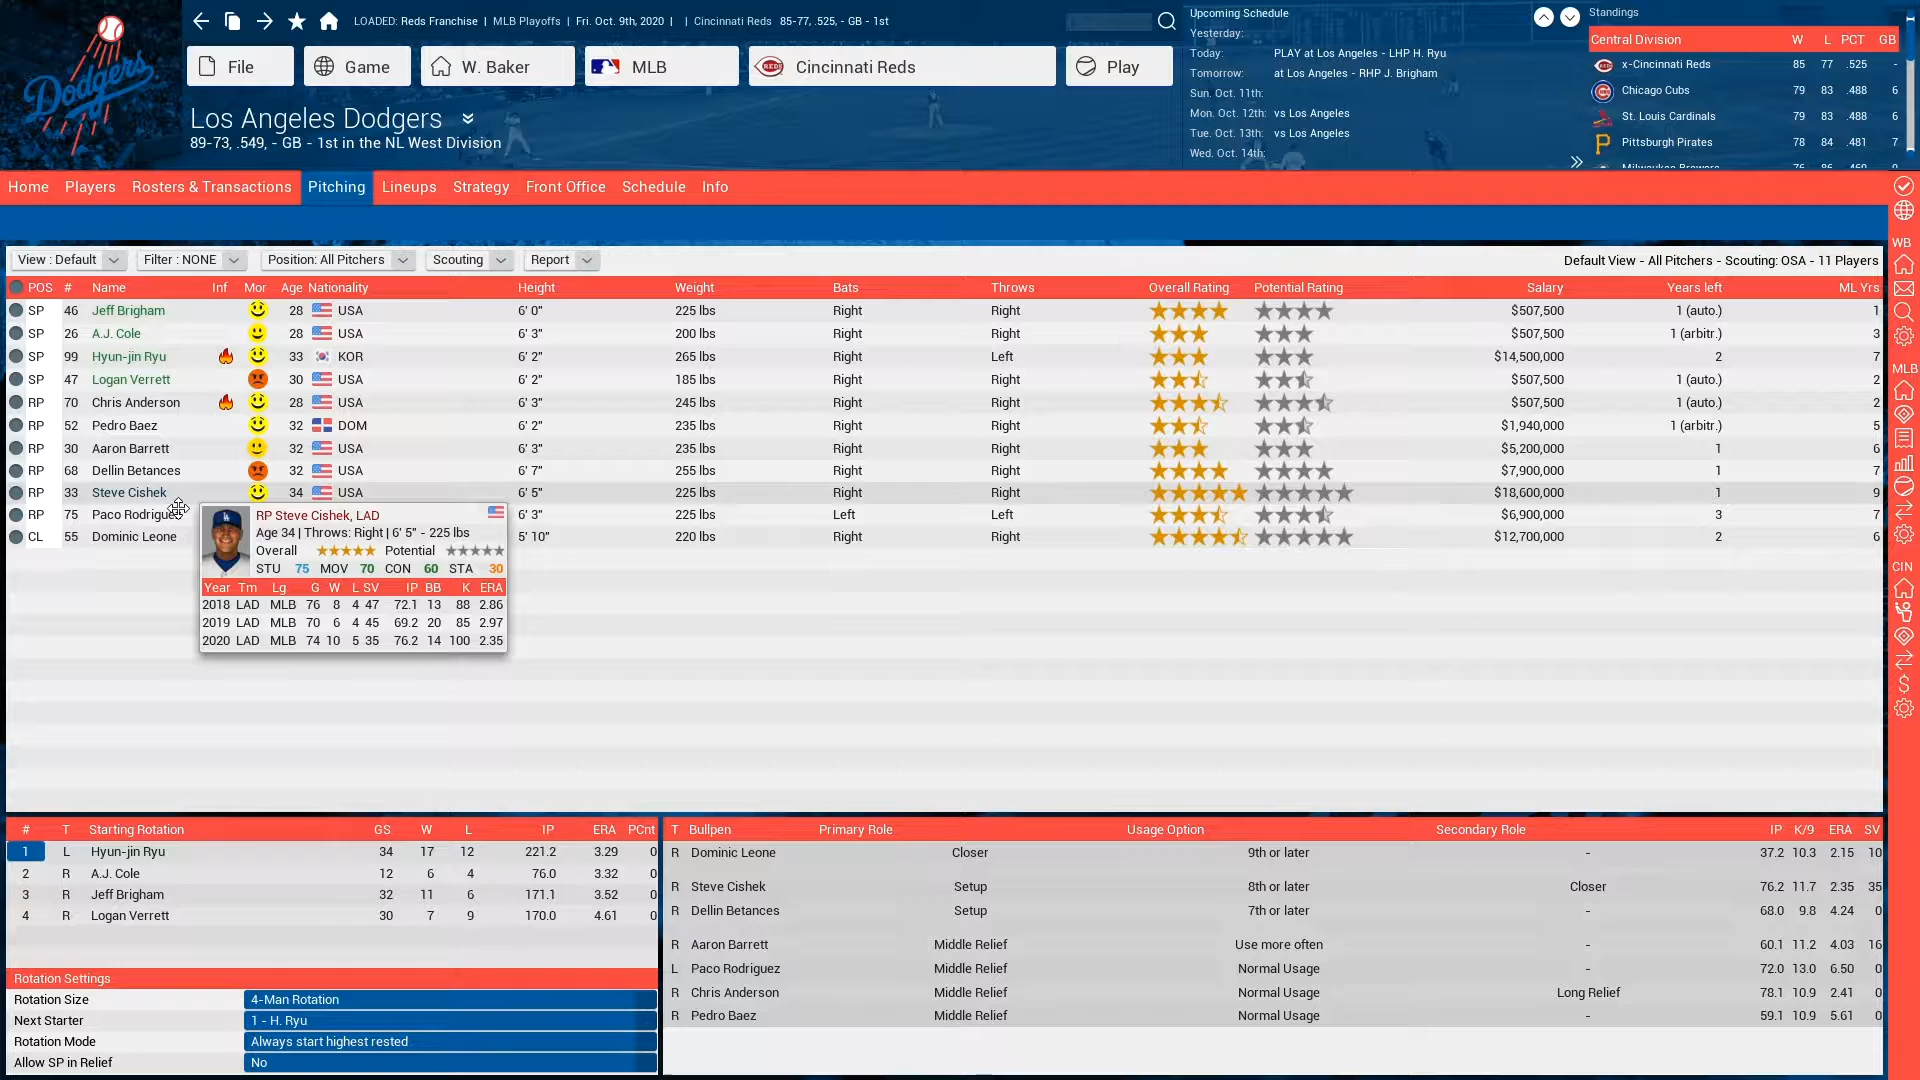 Dodgers
LOADED: Reds Franchise | MLB Playoffs | Fri. Oct. 9th, 2020 | | Cincinnati Reds 85-77, .525, - GB - 1st
File Game W. Baker MLB Cincinnati Reds Play
Los Angeles Dodgers
89-73, .549, - GB - 1st in the NL West Division
Upcoming Schedule
Yesterday:
Today: PLAY at Los Angeles - LHP H. Ryu
Tomorrow: at Los Angeles - RHP J. Brigham
Sun. Oct. 11th:
Mon. Oct. 12th: vs Los Angeles
Tue. Oct. 13th: vs Los Angeles
Wed. Oct. 14th:
Standings
Central Division W L PCT GB
x-Cincinnati Reds 85 77 .525 -
Chicago Cubs 79 83 .488 6
St. Louis Cardinals 79 83 .488 6
Pittsburgh Pirates 78 84 .481 7
Home Players Rosters & Transactions Pitching Lineups Strategy Front Office Schedule Info
View : Default Filter : NONE Position: All Pitchers Scouting Report Default View - All Pitchers - Scouting: OSA - 11 Players
POS # Name Inf Mor Age Nationality Height Weight Bats Throws Overall Rating Potential Rating Salary Years left ML Yrs
SP 46 Jeff Brigham 28 USA 6' 0" 225 lbs Right Right $507,500 1 (auto.) 1
SP 26 A.J. Cole 28 USA 6' 3" 200 lbs Right Right $507,500 1 (arbitr.) 3
SP 99 Hyun-jin Ryu 33 KOR 6' 2" 265 lbs Right Left $14,500,000 2 7
SP 47 Logan Verrett 30 USA 6' 2" 185 lbs Right Right $507,500 1 (auto.) 2
RP 70 Chris Anderson 28 USA 6' 3" 245 lbs Right Right $507,500 1 (auto.) 2
RP 52 Pedro Baez 32 DOM 6' 2" 235 lbs Right Right $1,940,000 1 (arbitr.) 5
RP 30 Aaron Barrett 32 USA 6' 3" 235 lbs Right Right $5,200,000 1 6
RP 68 Dellin Betances 32 USA 6' 7" 255 lbs Right Right $7,900,000 1 7
RP 33 Steve Cishek 34 USA 6' 5" 225 lbs Right Right $18,600,000 1 9
RP 75 Paco Rodriguez 6' 3" 225 lbs Left Left $6,900,000 3 7
CL 55 Dominic Leone 5' 10" 220 lbs Right Right $12,700,000 2 6
RP Steve Cishek, LAD
Age 34 | Throws: Right | 6' 5" - 225 lbs
Overall Potential
STU 75 MOV 70 CON 60 STA 30
Year Tm Lg G W L SV IP BB K ERA
2018 LAD MLB 76 8 4 47 72.1 13 88 2.86
2019 LAD MLB 70 6 4 45 69.2 20 85 2.97
2020 LAD MLB 74 10 5 35 76.2 14 100 2.35
WB
MLB
CIN
# T Starting Rotation GS W L IP ERA PCnt
1 L Hyun-jin Ryu 34 17 12 221.2 3.29 0
2 R A.J. Cole 12 6 4 76.0 3.32 0
3 R Jeff Brigham 32 11 6 171.1 3.52 0
4 R Logan Verrett 30 7 9 170.0 4.61 0
Rotation Settings
Rotation Size 4-Man Rotation
Next Starter 1 - H. Ryu
Rotation Mode Always start highest rested
Allow SP in Relief No
T Bullpen Primary Role Usage Option Secondary Role IP K/9 ERA SV
R Dominic Leone Closer 9th or later - 37.2 10.3 2.15 10
R Steve Cishek Setup 8th or later Closer 76.2 11.7 2.35 35
R Dellin Betances Setup 7th or later - 68.0 9.8 4.24 0
R Aaron Barrett Middle Relief Use more often - 60.1 11.2 4.03 16
L Paco Rodriguez Middle Relief Normal Usage - 72.0 13.0 6.50 0
R Chris Anderson Middle Relief Normal Usage Long Relief 78.1 10.9 2.41 0
R Pedro Baez Middle Relief Normal Usage - 59.1 10.9 5.61 0